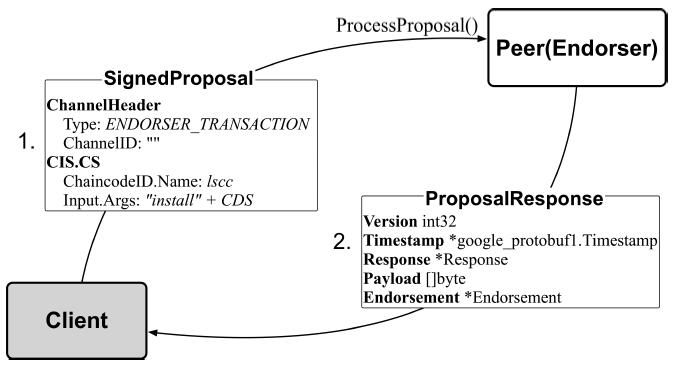 ProcessProposal()
Peer(Endorser)
SignedProposal
ChannelHeader
Type: ENDORSER_TRANSACTION
ChannelID: ""
1.
CIS.CS
ChaincodeID.Name: lscc
Input.Args: "install" + CDS
ProposalResponse
Version int32
2.
Timestamp *google_protobuf1.Timestamp
Response *Response
Payload []byte
Endorsement *Endorsement
Client